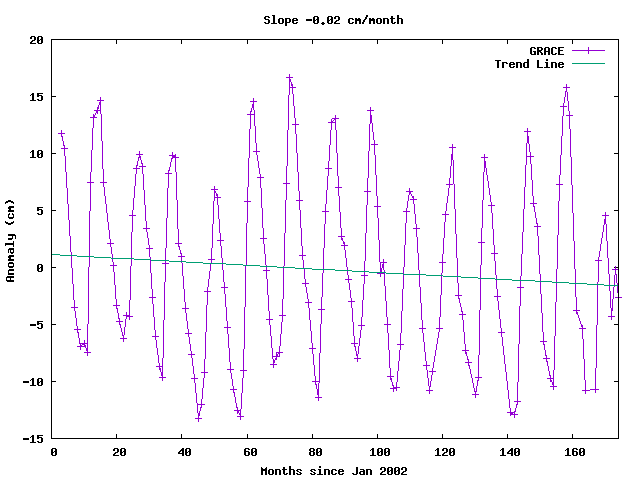 Slope -0.02 cm/month
GRACE
Trend Line
20
15
10
5
0
-5
-10
-15
Anomaly (cm)
0 20 40 60 80 100 120 140 160
Months since Jan 2002